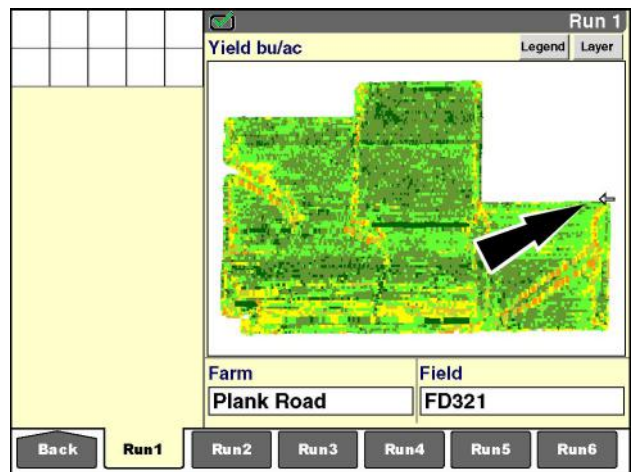 Run 1
Yield bu/ac
Legend Layer
Farm Field
Plank Road FD321
Back Run1 Run2 Run3 Run4 Run5 Run6